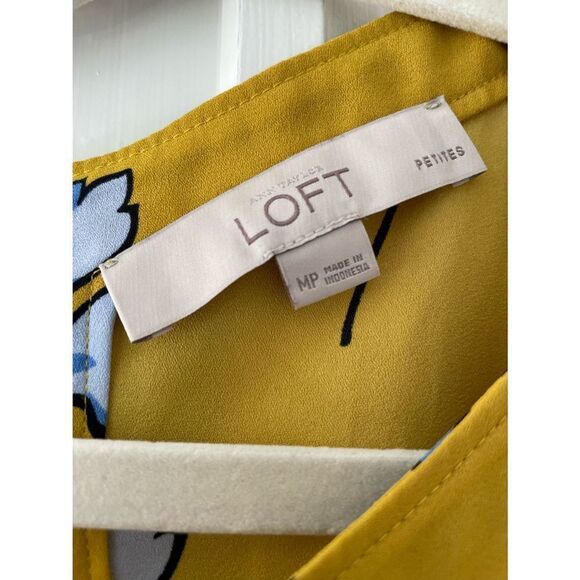 ANN TAYLOR
LOFT
PETITES
MP MADE IN
INDONESIA